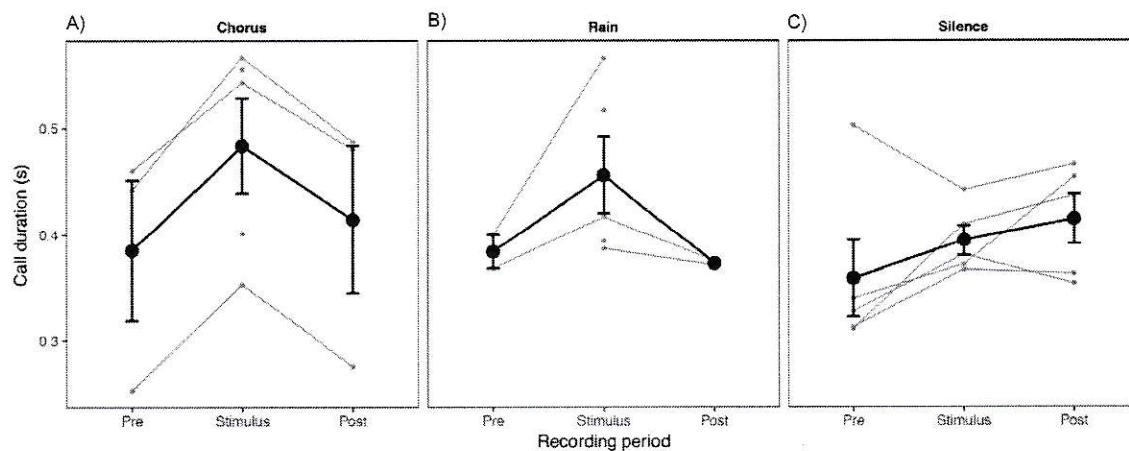 A) Chorus
B) Rain
C) Silence
Call duration (s)
0.5
0.4
0.3
Pre Stimulus Post
Pre Stimulus Post
Pre Stimulus Post
Recording period